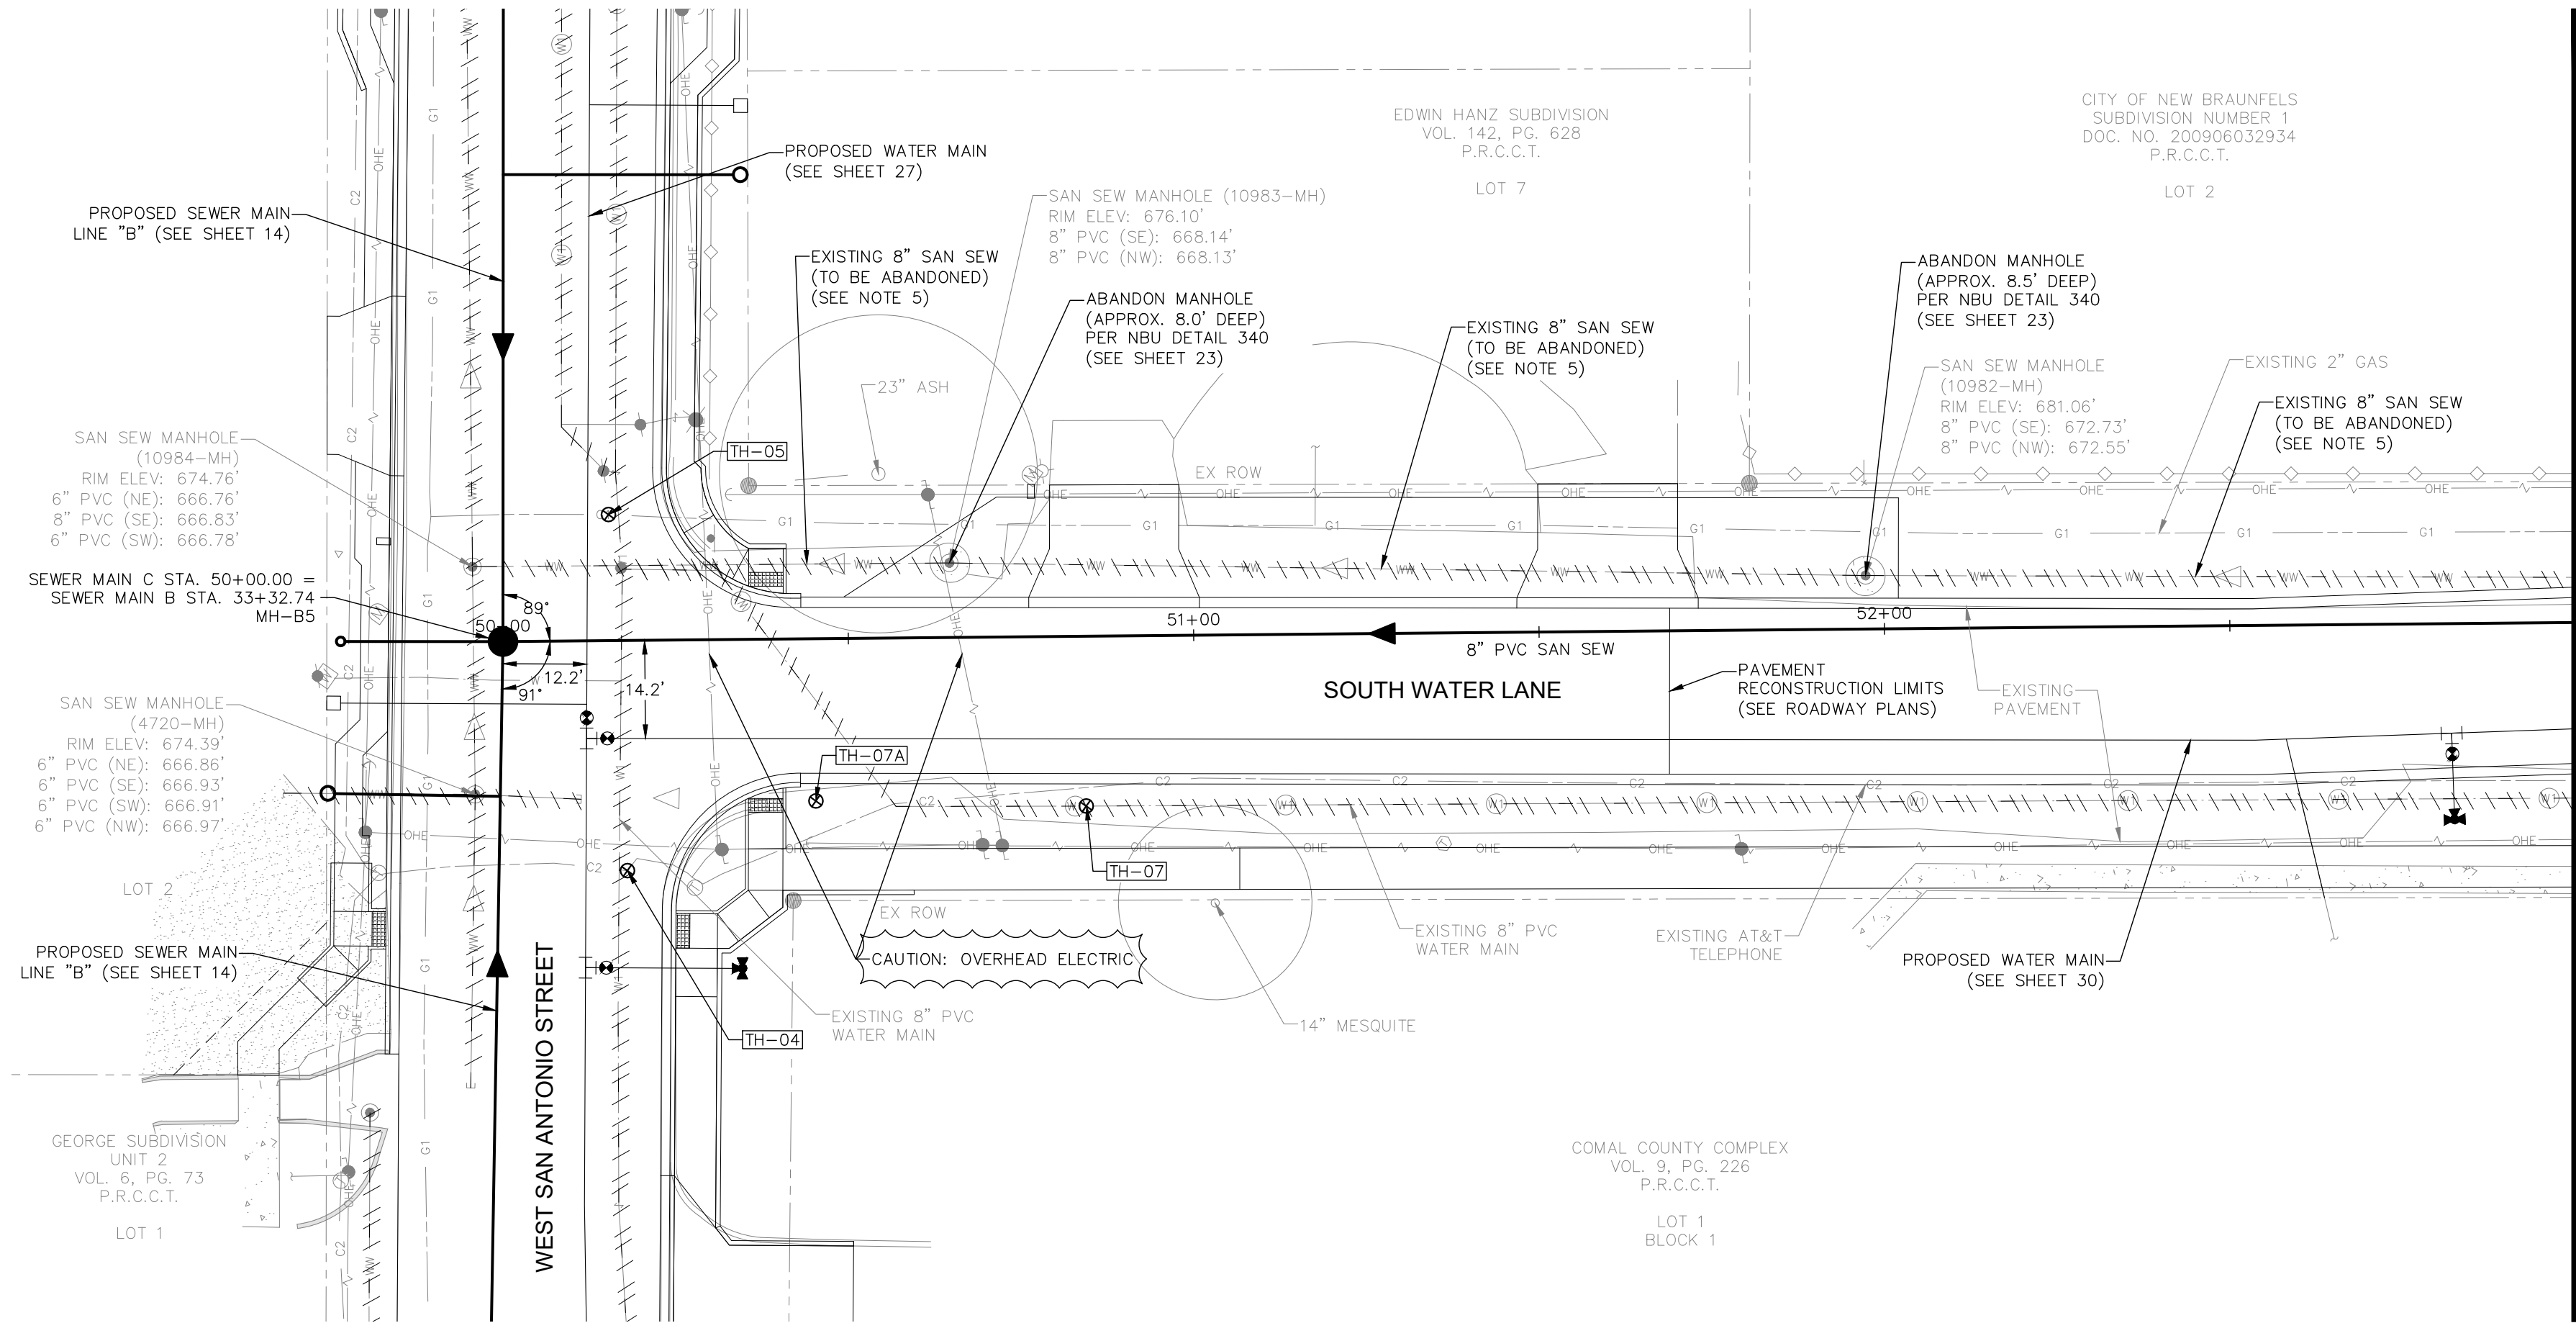 EDWIN HANZ SUBDIVISION
VOL. 142, PG. 628
P.R.C.C.T.
LOT 7
CITY OF NEW BRAUNFELS
SUBDIVISION NUMBER 1
DOC. NO. 200906032934
P.R.C.C.T.
LOT 2
PROPOSED WATER MAIN
(SEE SHEET 27)
PROPOSED SEWER MAIN
LINE "B" (SEE SHEET 14)
SAN SEW MANHOLE (10983-MH)
RIM ELEV: 676.10'
8" PVC (SE): 668.14'
8" PVC (NW): 668.13'
EXISTING 8" SAN SEW
(TO BE ABANDONED)
(SEE NOTE 5)
ABANDON MANHOLE
(APPROX. 8.0' DEEP)
PER NBU DETAIL 340
(SEE SHEET 23)
EXISTING 8" SAN SEW
(TO BE ABANDONED)
(SEE NOTE 5)
ABANDON MANHOLE
(APPROX. 8.5' DEEP)
PER NBU DETAIL 340
(SEE SHEET 23)
SAN SEW MANHOLE
(10982-MH)
RIM ELEV: 681.06'
8" PVC (SE): 672.73'
8" PVC (NW): 672.55'
EXISTING 2" GAS
EXISTING 8" SAN SEW
(TO BE ABANDONED)
(SEE NOTE 5)
23" ASH
TH-05
EX ROW
SAN SEW MANHOLE
(10984-MH)
RIM ELEV: 674.76'
6" PVC (NE): 666.76'
8" PVC (SE): 666.83'
6" PVC (SW): 666.78'
SEWER MAIN C STA. 50+00.00 =
SEWER MAIN B STA. 33+32.74
MH-B5
89°
50+00
51+00
52+00
8" PVC SAN SEW
12.2'
91°
14.2'
SOUTH WATER LANE
PAVEMENT
RECONSTRUCTION LIMITS
(SEE ROADWAY PLANS)
EXISTING
PAVEMENT
SAN SEW MANHOLE
(4720-MH)
RIM ELEV: 674.39'
6" PVC (NE): 666.86'
6" PVC (SE): 666.93'
6" PVC (SW): 666.91'
6" PVC (NW): 666.97'
TH-07A
TH-07
LOT 2
EX ROW
PROPOSED SEWER MAIN
LINE "B" (SEE SHEET 14)
CAUTION: OVERHEAD ELECTRIC
EXISTING 8" PVC
WATER MAIN
EXISTING AT&T
TELEPHONE
PROPOSED WATER MAIN
(SEE SHEET 30)
EXISTING 8" PVC
WATER MAIN
14" MESQUITE
TH-04
WEST SAN ANTONIO STREET
GEORGE SUBDIVISION
UNIT 2
VOL. 6, PG. 73
P.R.C.C.T.
LOT 1
COMAL COUNTY COMPLEX
VOL. 9, PG. 226
P.R.C.C.T.
LOT 1
BLOCK 1